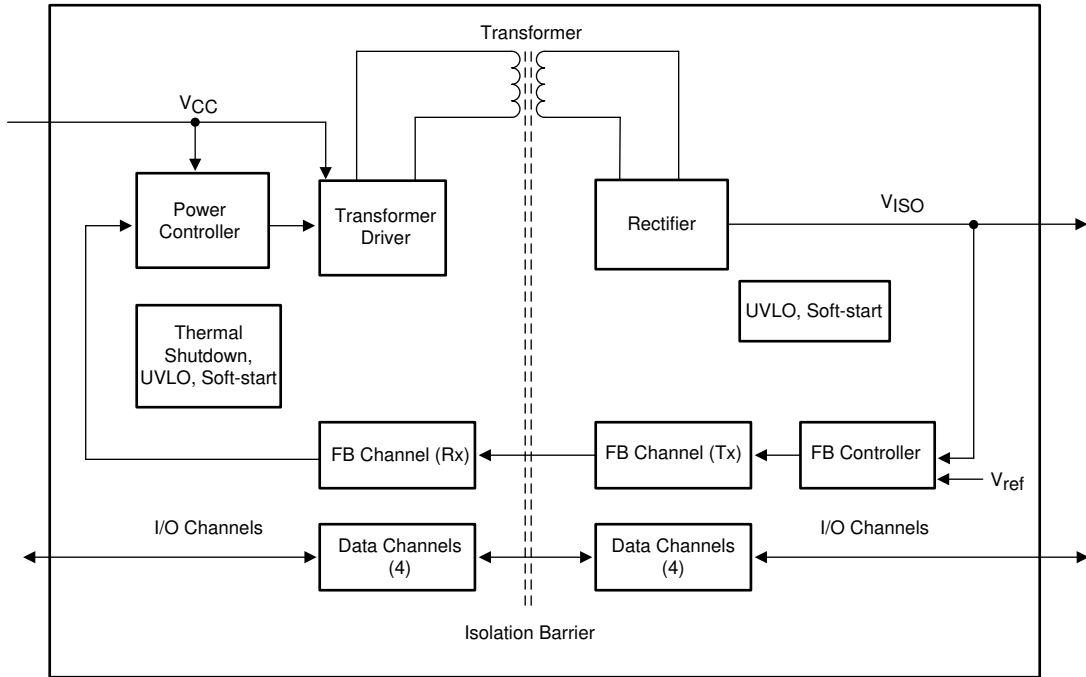 Transformer
VCC
Power
Controller
Transformer
Driver
Rectifier
VISO
UVLO, Soft-start
Thermal
Shutdown,
UVLO, Soft-start
FB Channel (Rx)
FB Channel (Tx)
FB Controller
Vref
I/O Channels
I/O Channels
Data Channels
(4)
Data Channels
(4)
Isolation Barrier